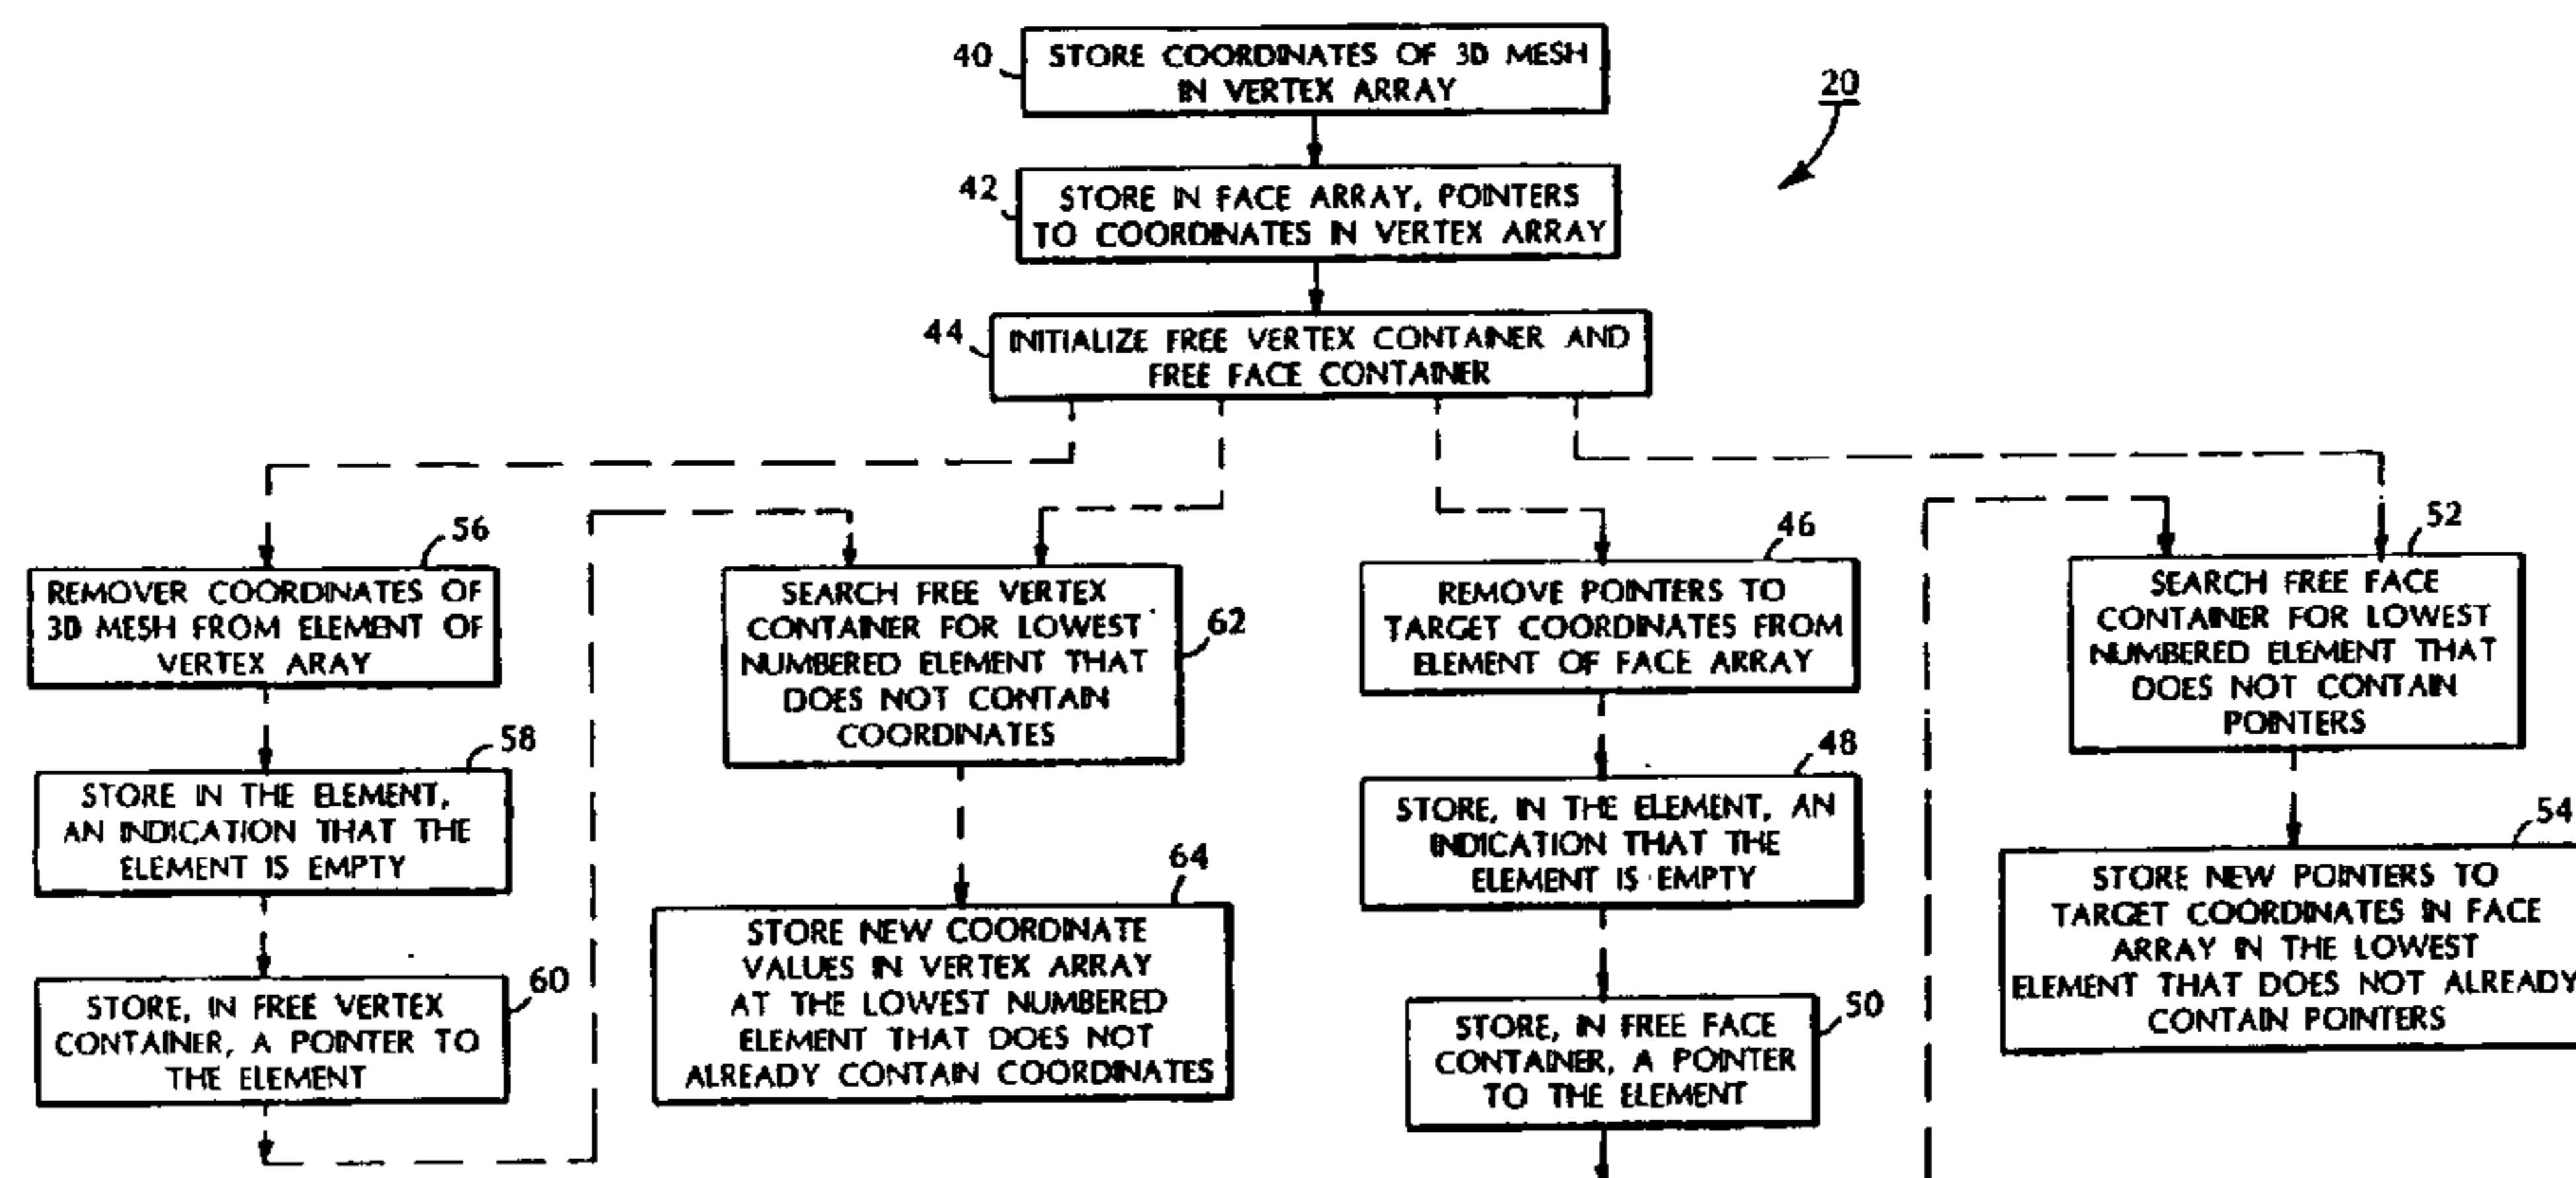 40
STORE COORDINATES OF 3D MESH
IN VERTEX ARRAY
20
42
STORE IN FACE ARRAY, POINTERS
TO COORDINATES IN VERTEX ARRAY
44
INITIALIZE FREE VERTEX CONTAINER AND
FREE FACE CONTAINER
56
REMOVER COORDINATES OF
3D MESH FROM ELEMENT OF
VERTEX ARAY
58
STORE IN THE ELEMENT,
AN INDICATION THAT THE
ELEMENT IS EMPTY
60
STORE, IN FREE VERTEX
CONTAINER, A POINTER TO
THE ELEMENT
62
SEARCH FREE VERTEX
CONTAINER FOR LOWEST
NUMBERED ELEMENT THAT
DOES NOT CONTAIN
COORDINATES
64
STORE NEW COORDINATE
VALUES IN VERTEX ARRAY
AT THE LOWEST NUMBERED
ELEMENT THAT DOES NOT
ALREADY CONTAIN COORDINATES
46
REMOVE POINTERS TO
TARGET COORDINATES FROM
ELEMENT OF FACE ARRAY
48
STORE, IN THE ELEMENT, AN
INDICATION THAT THE
ELEMENT IS EMPTY
50
STORE, IN FREE FACE
CONTAINER, A POINTER
TO THE ELEMENT
52
SEARCH FREE FACE
CONTAINER FOR LOWEST
NUMBERED ELEMENT THAT
DOES NOT CONTAIN
POINTERS
54
STORE NEW POINTERS TO
TARGET COORDINATES IN FACE
ARRAY IN THE LOWEST
ELEMENT THAT DOES NOT ALREADY
CONTAIN POINTERS